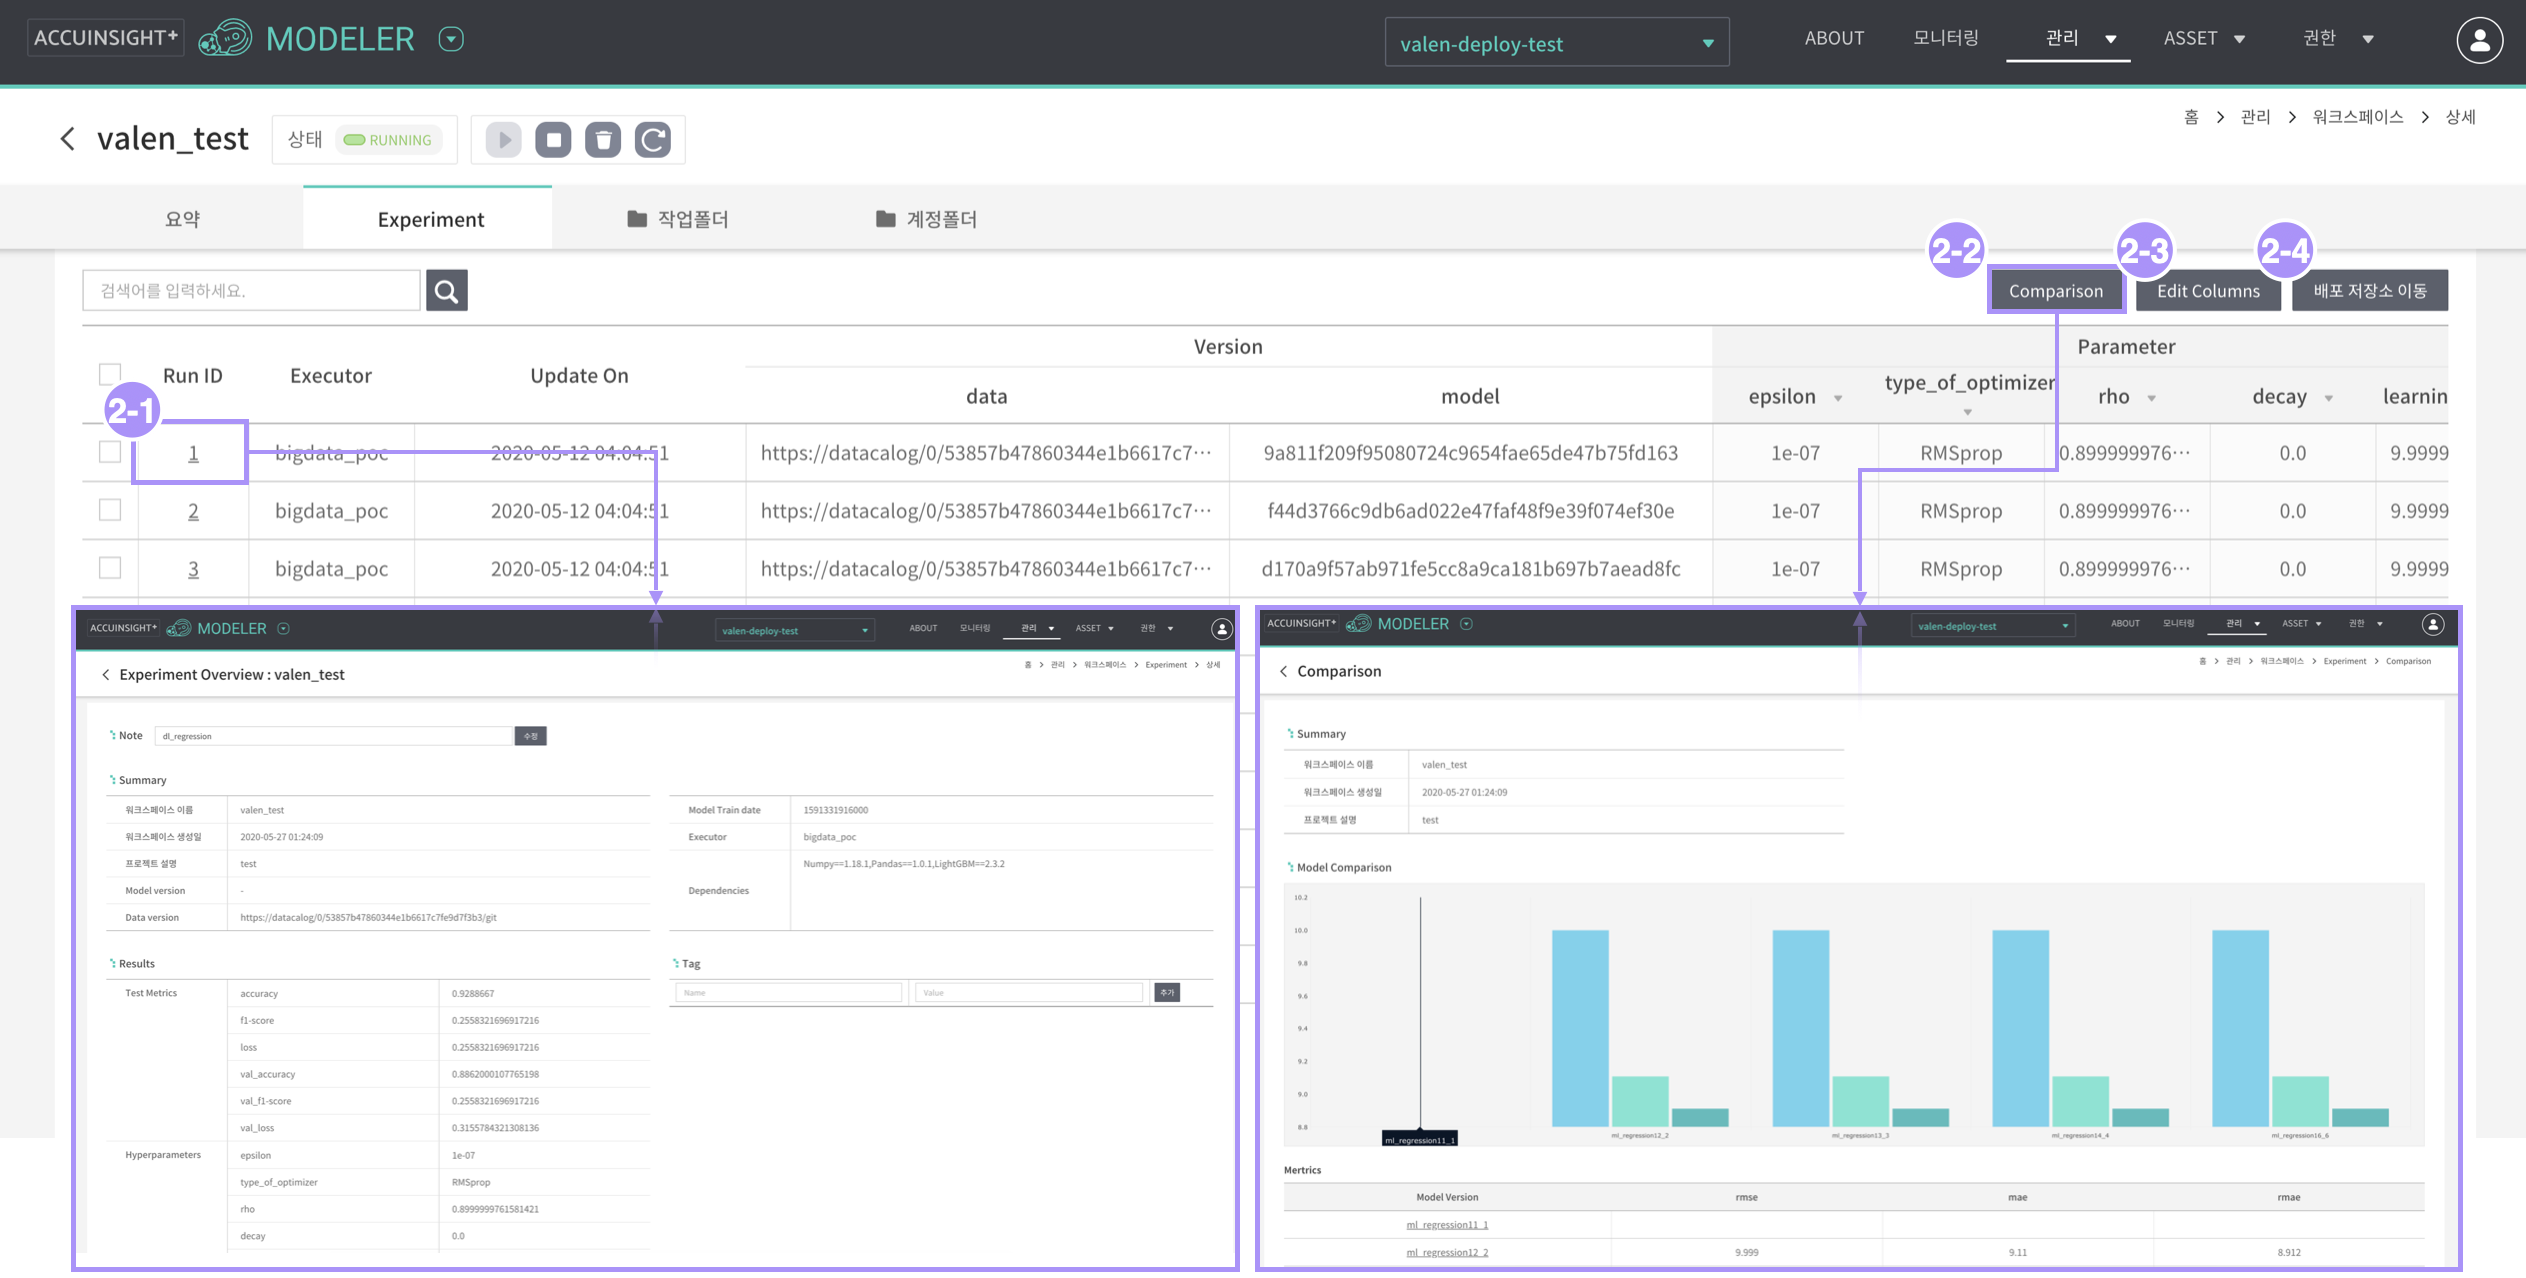 ACCUINSIGHT+ MODELER valen-deploy-test ABOUT 모니터링 관리 ASSET 권한
valen_test 상태 RUNNING
홈 > 관리 > 워크스페이스 > 상세
요약 Experiment 작업폴더 계정폴더
2-2 2-3 2-4
검색어를 입력하세요. Comparison Edit Columns 배포 저장소 이동
Version Parameter
Run ID Executor Update On data model epsilon type_of_optimizer rho decay learnin
2-1
1 bigdata_poc 2020-05-12 04:04:51 https://datacalog/0/53857b47860344e1b6617c7··· 9a811f209f95080724c9654fae65de47b75fd163 1e-07 RMSprop 0.899999976··· 0.0 9.9999
2 bigdata_poc 2020-05-12 04:04:51 https://datacalog/0/53857b47860344e1b6617c7··· f44d3766c9db6ad022e47faf48f9e39f074ef30e 1e-07 RMSprop 0.899999976··· 0.0 9.9999
3 bigdata_poc 2020-05-12 04:04:51 https://datacalog/0/53857b47860344e1b6617c7··· d170a9f57ab971fe5cc8a9ca181b697b7aead8fc 1e-07 RMSprop 0.899999976··· 0.0 9.9999
ACCUINSIGHT+ MODELER valen-deploy-test ABOUT 모니터링 관리 ASSET 권한
홈 > 관리 > 워크스페이스 > Experiment > 상세
Experiment Overview : valen_test
Note dl_regression 수정
Summary
워크스페이스 이름 valen_test
워크스페이스 생성일 2020-05-27 01:24:09
프로젝트 설명 test
Model version -
Data version https://datacalog/0/53857b47860344e1b6617c7fe9d7f3b3/git
Model Train date 1591331916000
Executor bigdata_poc
Dependencies Numpy==1.18.1,Pandas==1.0.1,LightGBM==2.3.2
Results
Test Metrics accuracy 0.9288667
f1-score 0.2558321696917216
loss 0.2558321696917216
val_accuracy 0.8862000107765198
val_f1-score 0.2558321696917216
val_loss 0.3155784321308136
Hyperparameters epsilon 1e-07
type_of_optimizer RMSprop
rho 0.8999999761581421
decay 0.0
Tag
Name Value 추가
ACCUINSIGHT+ MODELER valen-deploy-test ABOUT 모니터링 관리 ASSET 권한
홈 > 관리 > 워크스페이스 > Experiment > Comparison
Comparison
Summary
워크스페이스 이름 valen_test
워크스페이스 생성일 2020-05-27 01:24:09
프로젝트 설명 test
Model Comparison
10.2
10.0
9.8
9.6
9.4
9.2
9.0
8.8
ml_regression11_1 ml_regression12_2 ml_regression13_3 ml_regression14_4 ml_regression16_6
Mertrics
Model Version rmse mae rmae
ml_regression11_1
ml_regression12_2 9.999 9.11 8.912